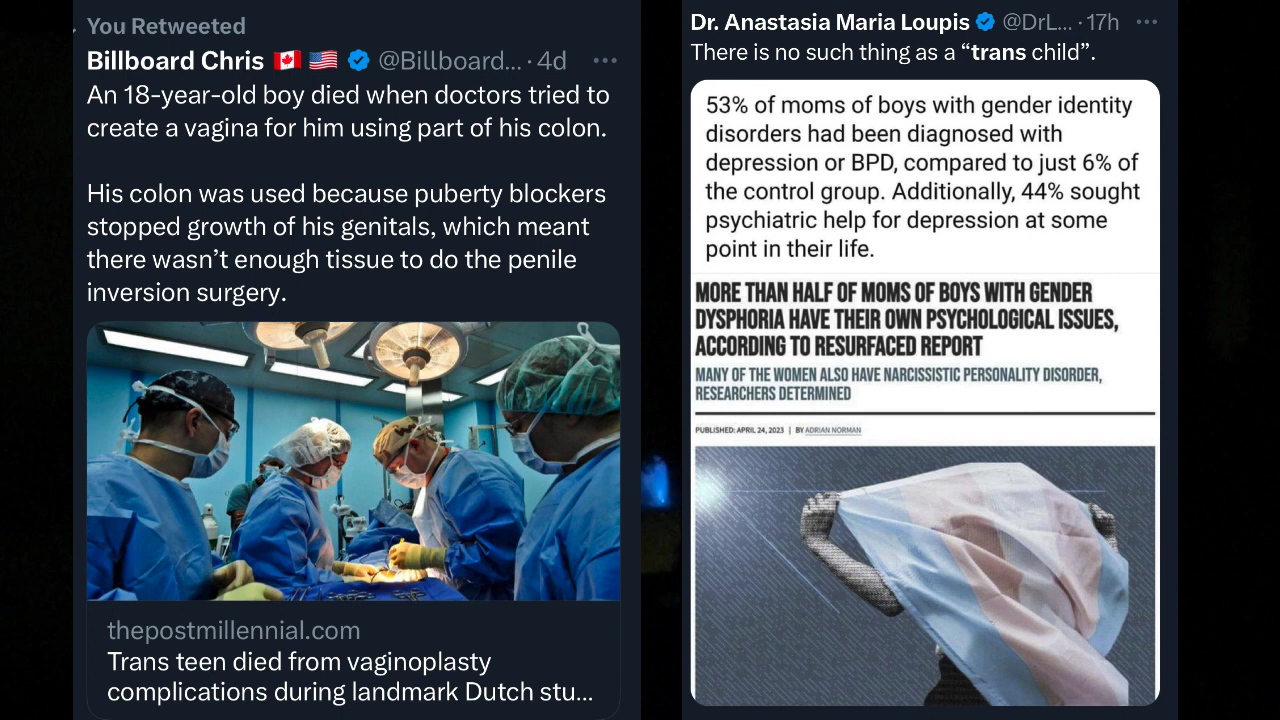 You Retweeted
Billboard Chris 🇨🇦 🇺🇸 @Billboard... · 4d
An 18-year-old boy died when doctors tried to
create a vagina for him using part of his colon.
His colon was used because puberty blockers
stopped growth of his genitals, which meant
there wasn't enough tissue to do the penile
inversion surgery.
thepostmillennial.com
Trans teen died from vaginoplasty
complications during landmark Dutch stu...
Dr. Anastasia Maria Loupis @DrL... · 17h
There is no such thing as a “trans child”.
53% of moms of boys with gender identity
disorders had been diagnosed with
depression or BPD, compared to just 6% of
the control group. Additionally, 44% sought
psychiatric help for depression at some
point in their life.
MORE THAN HALF OF MOMS OF BOYS WITH GENDER
DYSPHORIA HAVE THEIR OWN PSYCHOLOGICAL ISSUES,
ACCORDING TO RESURFACED REPORT
MANY OF THE WOMEN ALSO HAVE NARCISSISTIC PERSONALITY DISORDER,
RESEARCHERS DETERMINED
PUBLISHED: APRIL 24, 2023 | BY ADRIAN NORMAN